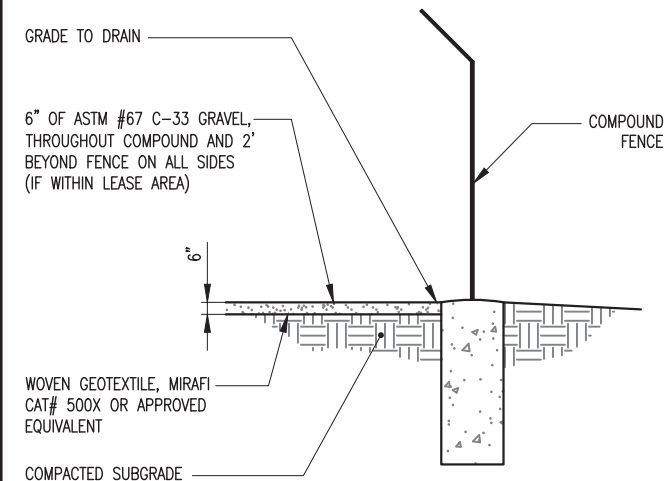 GRADE TO DRAIN
6" OF ASTM #67 C-33 GRAVEL,
THROUGHOUT COMPOUND AND 2'
BEYOND FENCE ON ALL SIDES
(IF WITHIN LEASE AREA)
COMPOUND
FENCE
6"
WOVEN GEOTEXTILE, MIRAFI
CAT# 500X OR APPROVED
EQUIVALENT
COMPACTED SUBGRADE